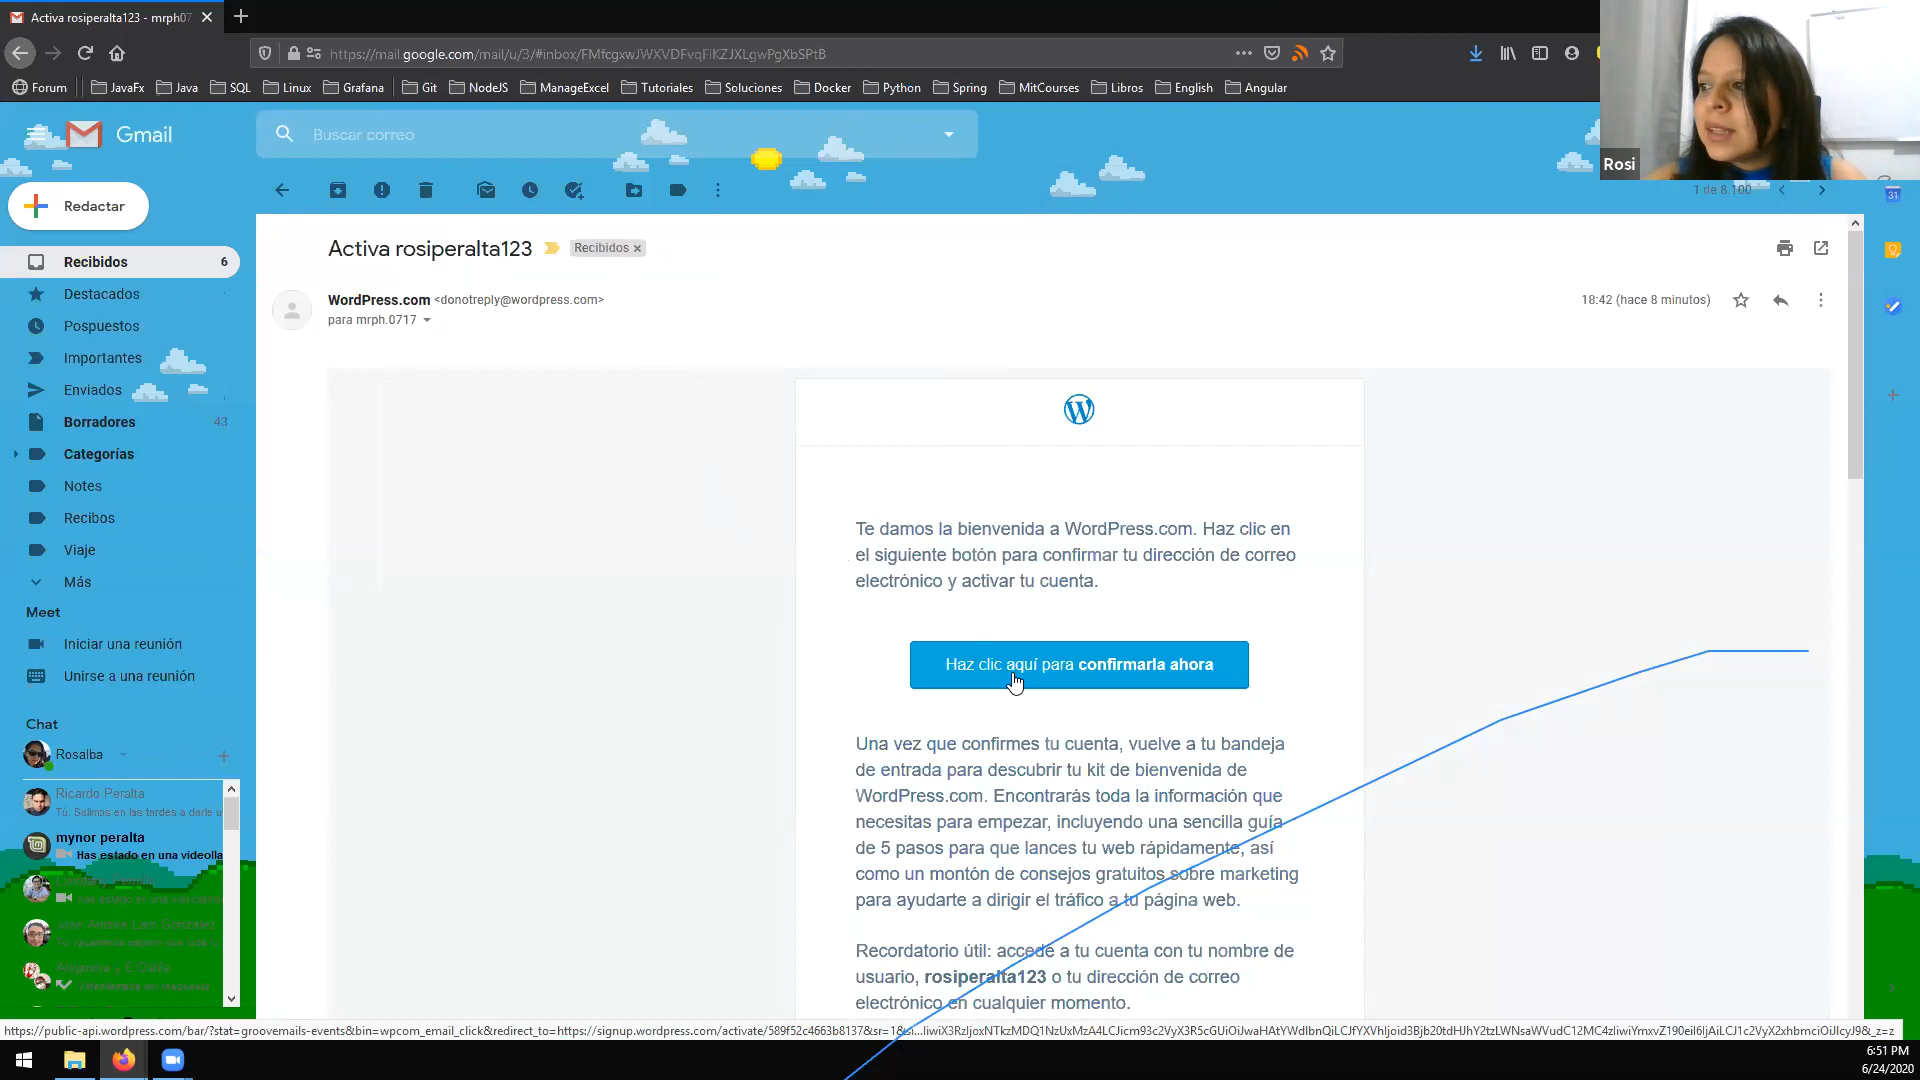 Activa rosiperalta123 - mrph07
https://mail.google.com/mail/u/3/#inbox/FMfcgxwJWXVDFvqFlKZJXLgwPgXbSPtB
Forum JavaFx Java SQL Linux Grafana Git NodeJS ManageExcel Tutoriales Soluciones Docker Python Spring MitCourses Libros English Angular
Rosi
Gmail
Buscar correo
Redactar
1 de 8.100
Recibidos 6
Destacados
Pospuestos
Importantes
Enviados
Borradores 43
Categorías
Notes
Recibos
Viaje
Más
Meet
Iniciar una reunión
Unirse a una reunión
Chat
Rosalba
Ricardo Peralta
Tú: Salimos en las tardes a darle u
mynor peralta
Has estado en una videolla
Activa rosiperalta123 Recibidos
WordPress.com <donotreply@wordpress.com>
18:42 (hace 8 minutos)
para mrph.0717
Te damos la bienvenida a WordPress.com. Haz clic en
el siguiente botón para confirmar tu dirección de correo
electrónico y activar tu cuenta.
Haz clic aquí para confirmarla ahora
Una vez que confirmes tu cuenta, vuelve a tu bandeja
de entrada para descubrir tu kit de bienvenida de
WordPress.com. Encontrarás toda la información que
necesitas para empezar, incluyendo una sencilla guía
de 5 pasos para que lances tu web rápidamente, así
como un montón de consejos gratuitos sobre marketing
para ayudarte a dirigir el tráfico a tu página web.
Recordatorio útil: accede a tu cuenta con tu nombre de
usuario, rosiperalta123 o tu dirección de correo
electrónico en cualquier momento.
31
6:51 PM
6/24/2020